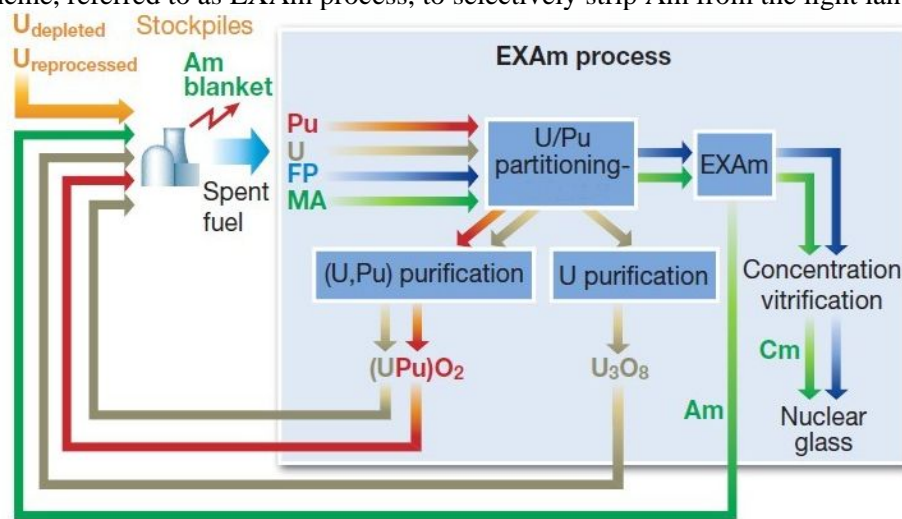 eme, referred to as EXAm process, to selectively strip Am from the light lan
Udepleted
Stockpiles
Ureprocessed
Am
blanket
EXAm process
Pu
U
FP
MA
U/Pu
partitioning-
EXAm
Spent
fuel
(U,Pu) purification
U purification
Concentration
vitrification
(UPu)O2
U3O8
Cm
Am
Nuclear
glass